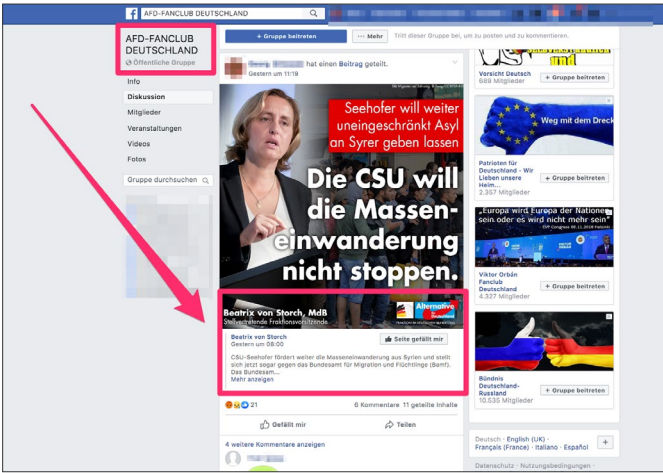 AFD-FANCLUB DEUTSCHLAND
AFD-FANCLUB
DEUTSCHLAND
Öffentliche Gruppe
Info
Diskussion
Mitglieder
Veranstaltungen
Videos
Fotos
Gruppe durchsuchen
+ Gruppe beitreten
··· Mehr
Tritt dieser Gruppe bei, um zu posten und zu kommentieren.
hat einen Beitrag geteilt.
Gestern um 11:19
Seehofer will weiter
uneingeschränkt Asyl
an Syrer geben lassen
Die CSU will
die Massen-
einwanderung
nicht stoppen.
Beatrix von Storch, MdB
Stellvertretende Fraktionsvorsitzende
Alternative
Beatrix von Storch
Gestern um 08:00
Seite gefällt mir
CSU-Seehofer fördert weiter die Masseneinwanderung aus Syrien und stellt
sich jetzt sogar gegen das Bundesamt für Migration und Flüchtlinge (Bamf).
Das Bundesam...
Mehr anzeigen
21
6 Kommentare 11 geteilte Inhalte
Gefällt mir
Teilen
4 weitere Kommentare anzeigen
und
Vorsicht Deutsch
689 Mitglieder
+ Gruppe beitreten
Weg mit dem Dreck
Patrioten für
Deutschland - Wir
Lieben unsere
Heim...
2.357 Mitglieder
+ Gruppe beitreten
„Europa wird Europa der Nationen
sein oder es wird nicht mehr sein"
Viktor Orbán
Fanclub
Deutschland
4.327 Mitglieder
+ Gruppe beitreten
Bündnis
Deutschland-
Russland
10.535 Mitglieder
+ Gruppe beitreten
Deutsch · English (UK) ·
Français (France) · Italiano · Español
+
Datenschutz · Nutzungsbedingungen ·